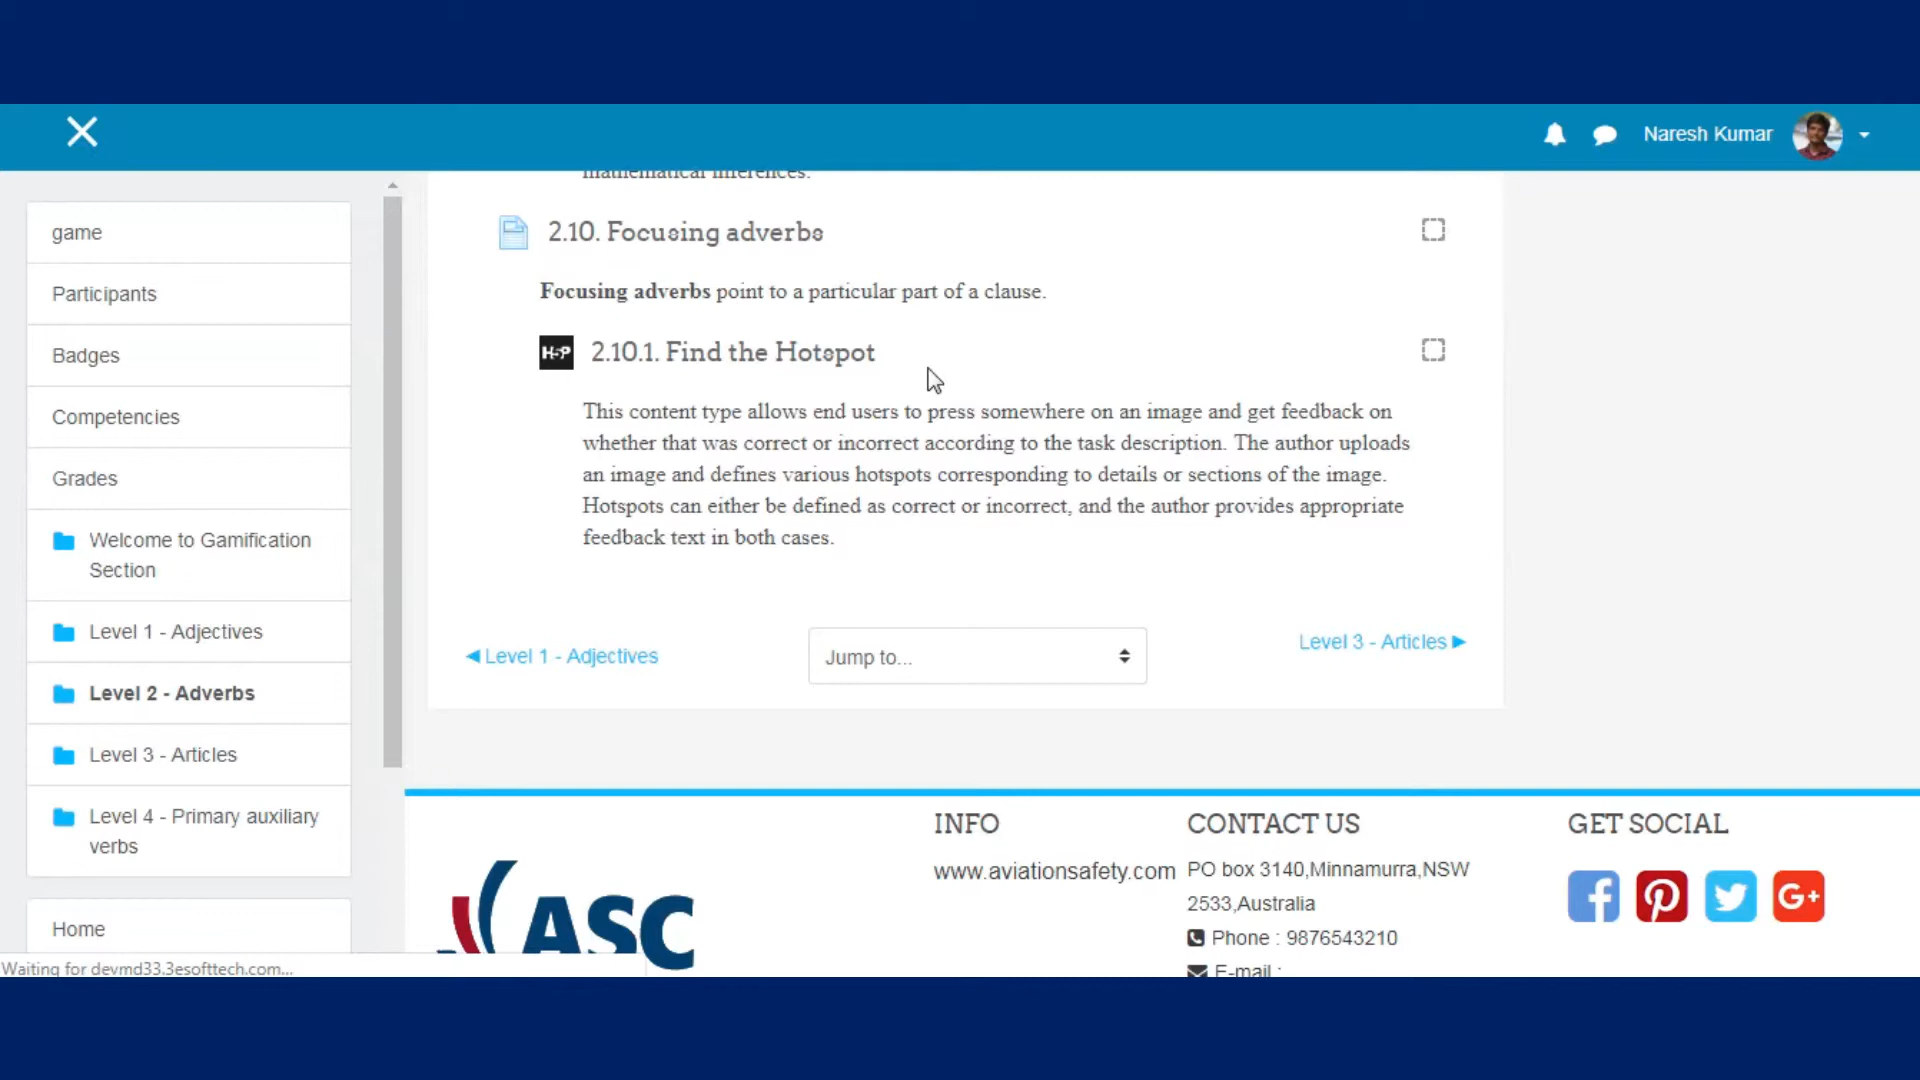 Naresh Kumar
game
Participants
Badges
Competencies
Grades
Welcome to Gamification
Section
Level 1 - Adjectives
Level 2 - Adverbs
Level 3 - Articles
Level 4 - Primary auxiliary
verbs
Home
mathematical inferences.
2.10. Focusing adverbs
Focusing adverbs point to a particular part of a clause.
H5P 2.10.1. Find the Hotspot
This content type allows end users to press somewhere on an image and get feedback on
whether that was correct or incorrect according to the task description. The author uploads
an image and defines various hotspots corresponding to details or sections of the image.
Hotspots can either be defined as correct or incorrect, and the author provides appropriate
feedback text in both cases.
◀ Level 1 - Adjectives
Jump to...
Level 3 - Articles ▶
ASC
INFO
www.aviationsafety.com
CONTACT US
PO box 3140,Minnamurra,NSW
2533,Australia
Phone : 9876543210
E-mail :
GET SOCIAL
G+
Waiting for devmd33.3esofttech.com...